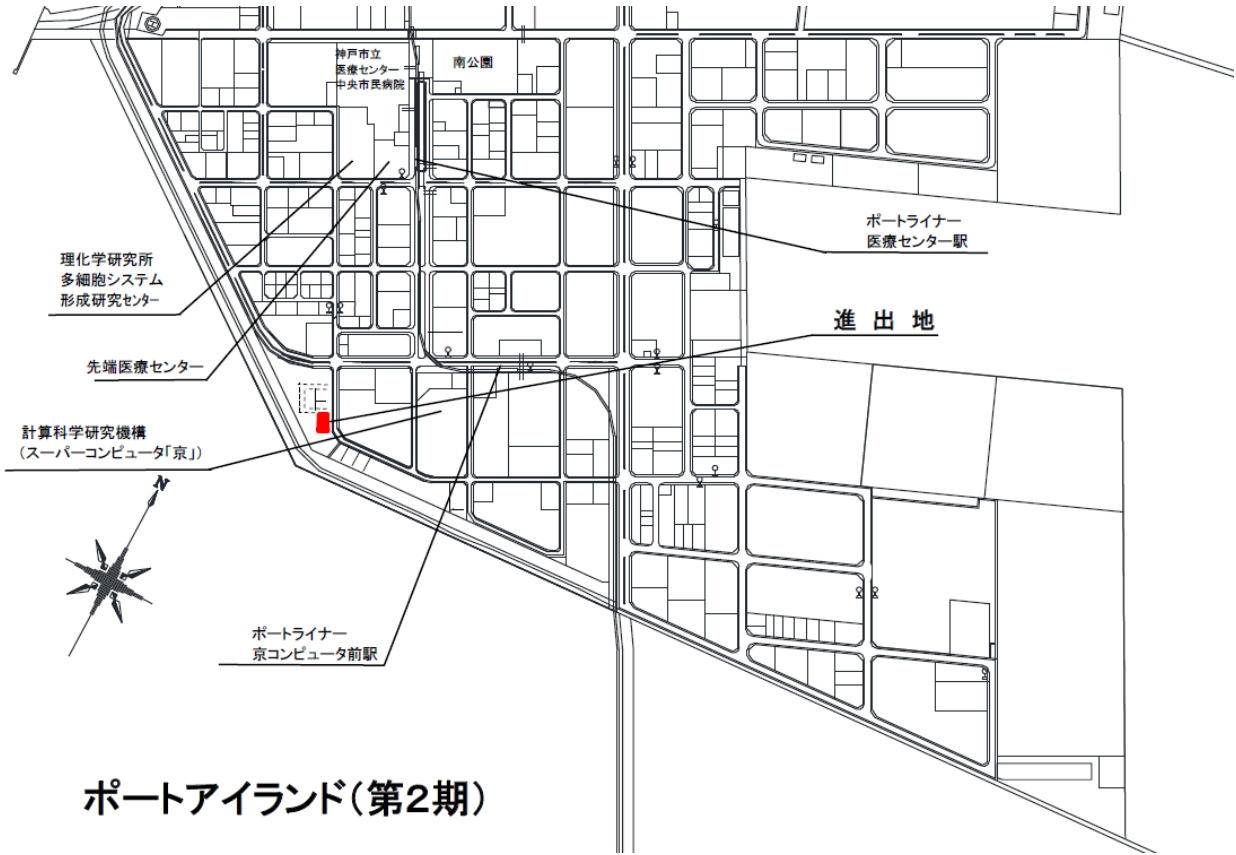 神戸市立
医療センター
中央市民病院
南公園
ポートライナー
医療センター駅
理化学研究所
多細胞システム
形成研究センター
進出地
先端医療センター
計算科学研究機構
(スーパーコンピュータ「京」)
N
ポートライナー
京コンピュータ前駅
ポートアイランド(第2期)